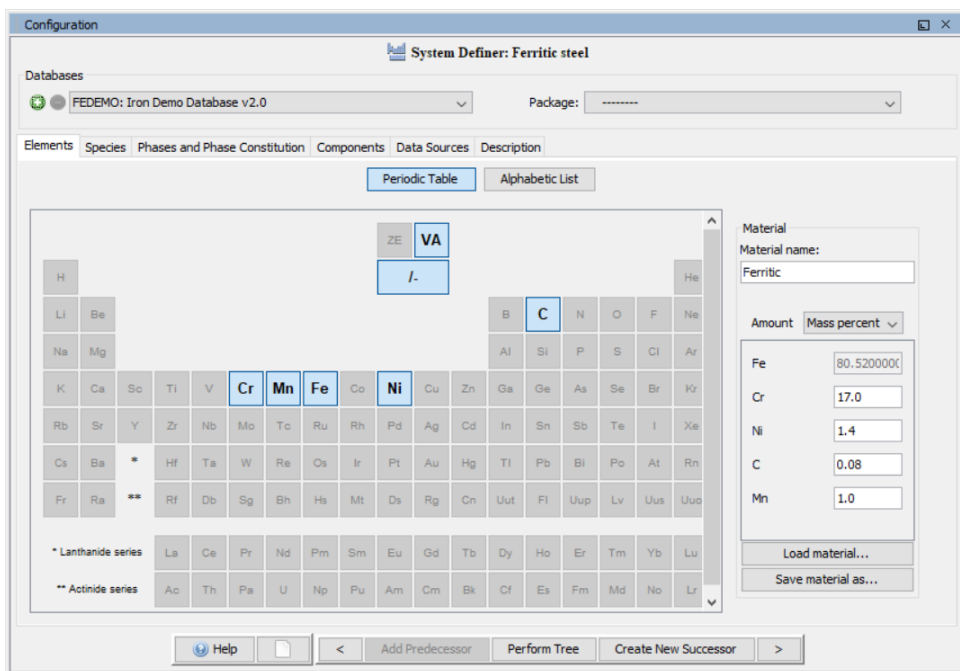 Configuration
System Definer: Ferritic steel
Databases
FEDEMO: Iron Demo Database v2.0 Package: --------
Elements Species Phases and Phase Constitution Components Data Sources Description
Periodic Table Alphabetic List
ZE VA
/-
H He
Li Be B C N O F Ne
Na Mg Al Si P S Cl Ar
K Ca Sc Ti V Cr Mn Fe Co Ni Cu Zn Ga Ge As Se Br Kr
Rb Sr Y Zr Nb Mo Tc Ru Rh Pd Ag Cd In Sn Sb Te I Xe
Cs Ba * Hf Ta W Re Os Ir Pt Au Hg Tl Pb Bi Po At Rn
Fr Ra ** Rf Db Sg Bh Hs Mt Ds Rg Cn Uut Fl Uup Lv Uus Uuo
* Lanthanide series La Ce Pr Nd Pm Sm Eu Gd Tb Dy Ho Er Tm Yb Lu
** Actinide series Ac Th Pa U Np Pu Am Cm Bk Cf Es Fm Md No Lr
Material
Material name:
Ferritic
Amount Mass percent
Fe 80.5200000
Cr 17.0
Ni 1.4
C 0.08
Mn 1.0
Load material...
Save material as...
Help < Add Predecessor Perform Tree Create New Successor >